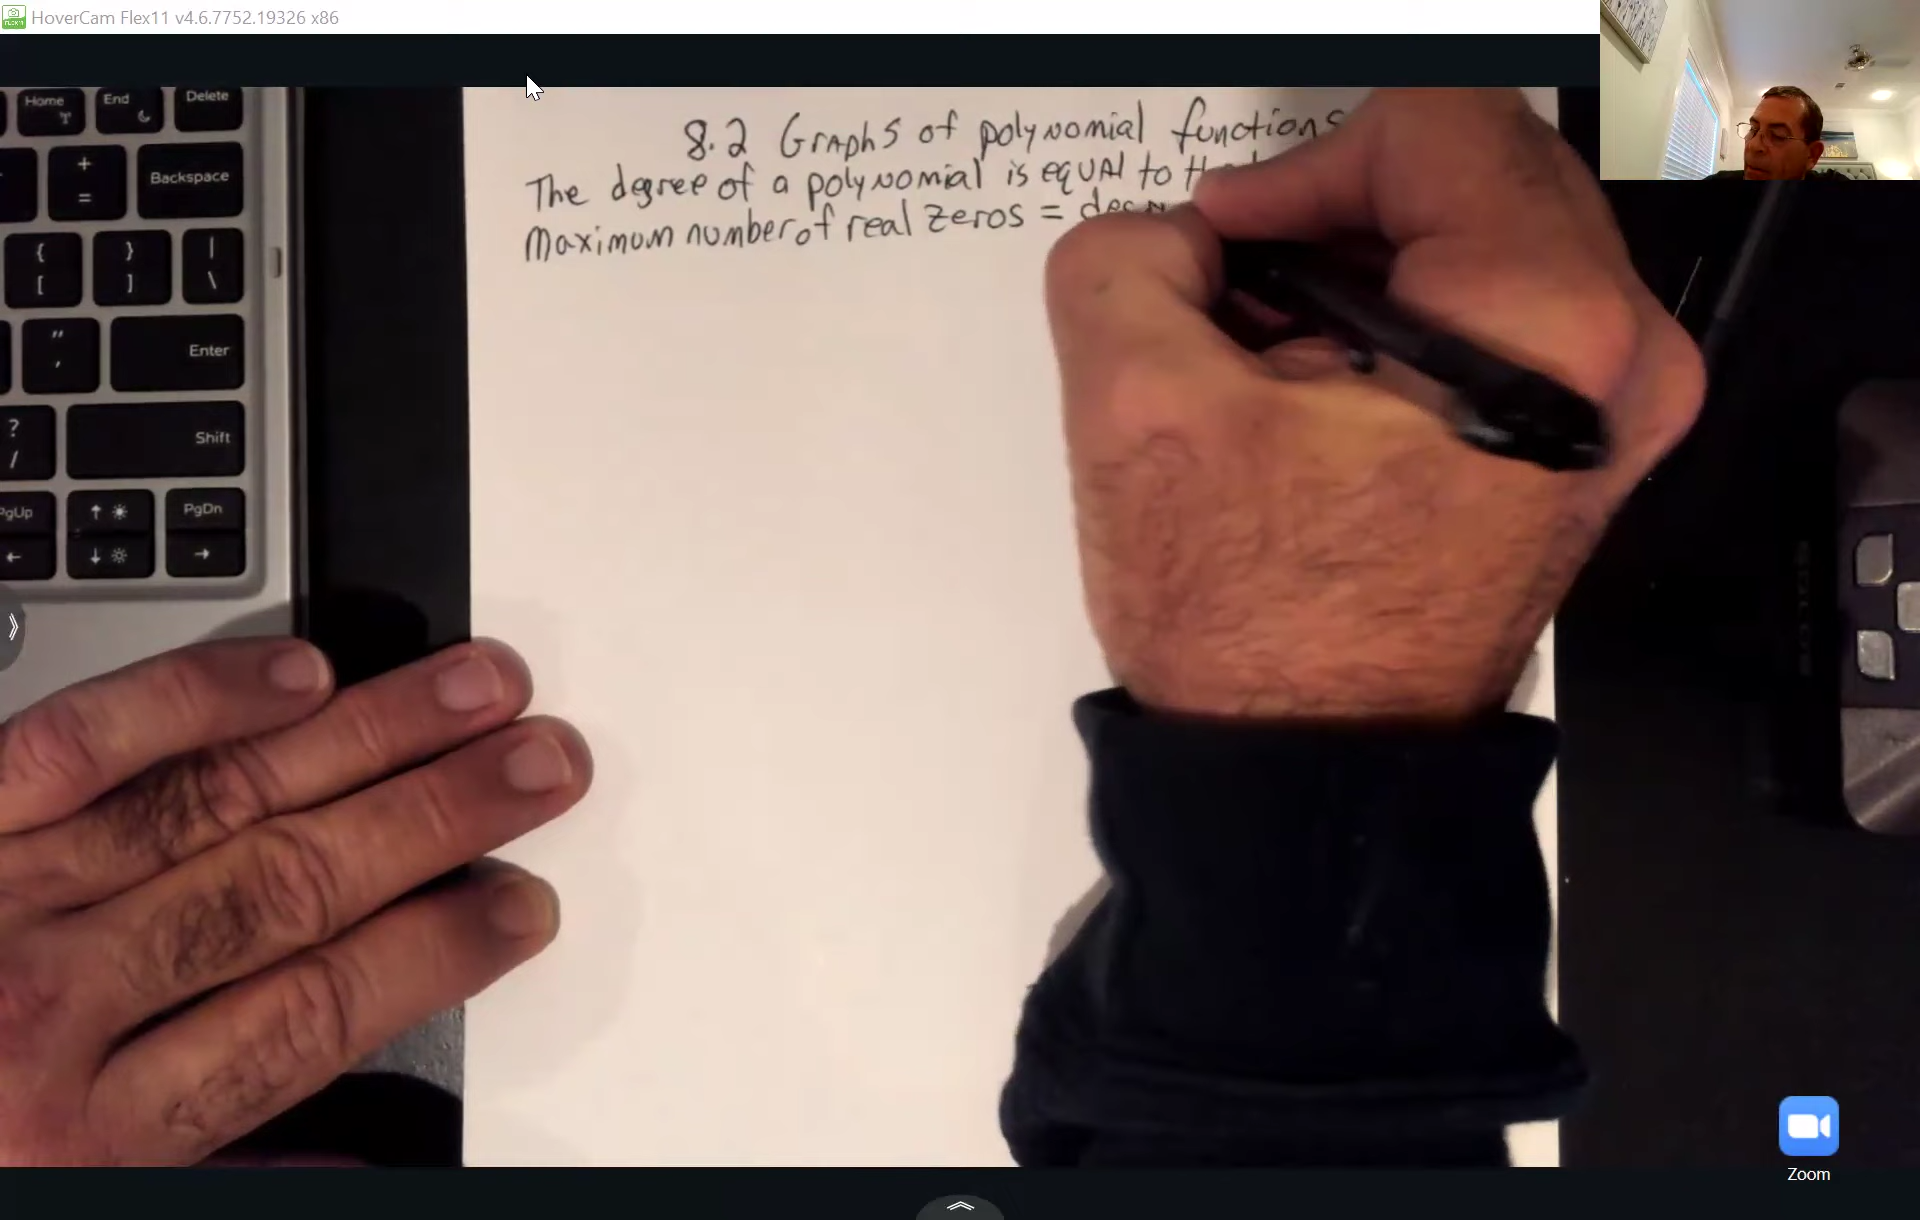 HoverCam Flex11 v4.6.7752.19326 x86
8.2 Graphs of polynomial functions
The degree of a polynomial is equal to
Maximum number of real zeros =
Home
End
Delete
+
=
Backspace
{
[
}
]
|
\
"
'
Enter
?
/
Shift
PgUp
PgDn
Zoom